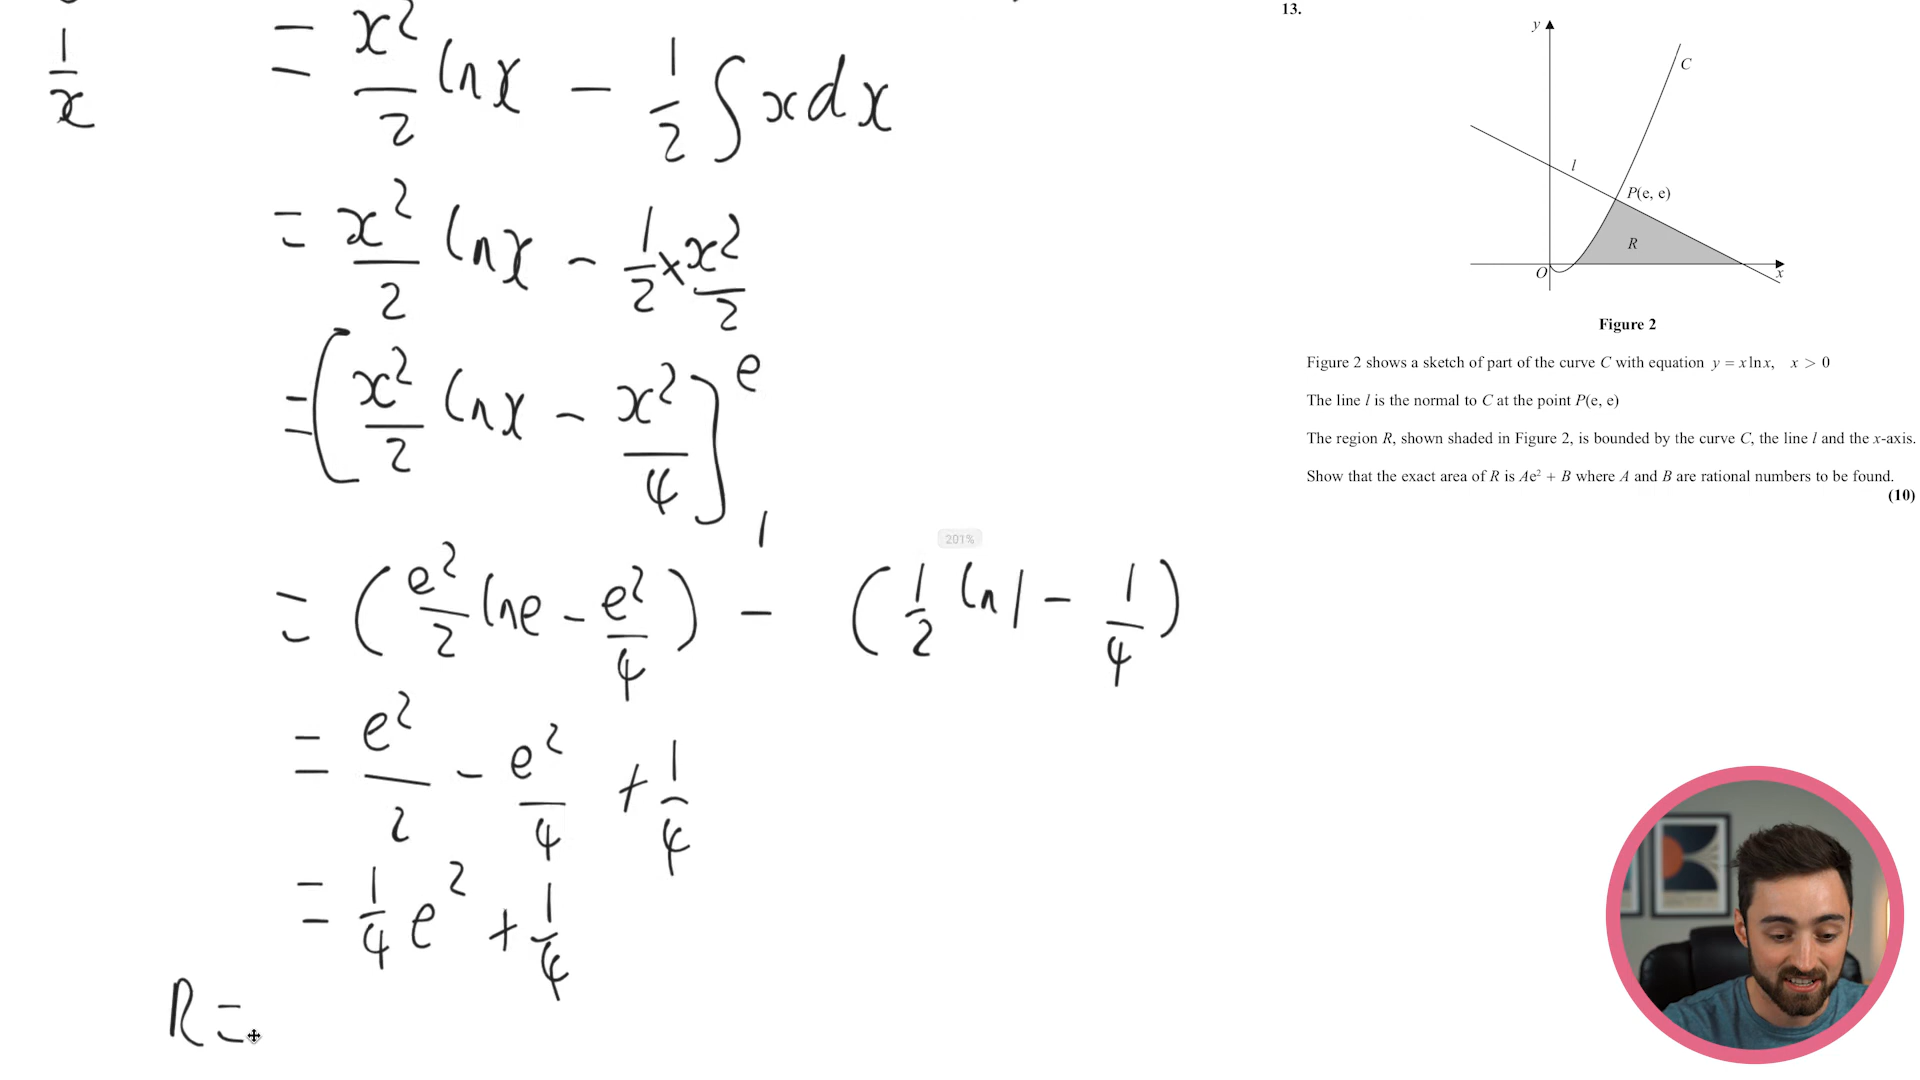 1/x
= x²/2 ln x - 1/2 ∫ x dx
= x²/2 ln x - 1/2 × x²/2
= [x²/2 ln x - x²/4]₁ᵉ
= (e²/2 ln e - e²/4) - (1/2 ln 1 - 1/4)
= e²/2 - e²/4 + 1/4
= 1/4 e² + 1/4
R =
201%
13.
y
C
l
P(e, e)
R
O
x
Figure 2
Figure 2 shows a sketch of part of the curve C with equation y = x ln x, x > 0
The line l is the normal to C at the point P(e, e)
The region R, shown shaded in Figure 2, is bounded by the curve C, the line l and the x-axis.
Show that the exact area of R is Ae² + B where A and B are rational numbers to be found.
(10)